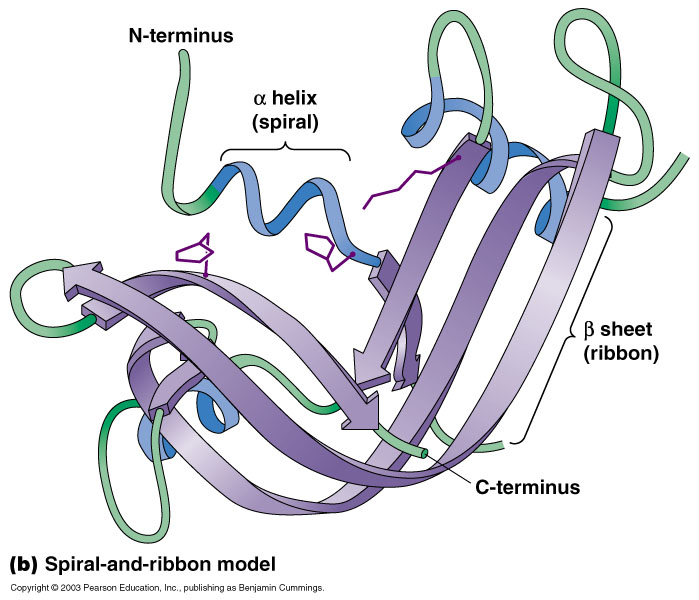 N-terminus
α helix
(spiral)
β sheet
(ribbon)
C-terminus
(b) Spiral-and-ribbon model
Copyright © 2003 Pearson Education, Inc., publishing as Benjamin Cummings.